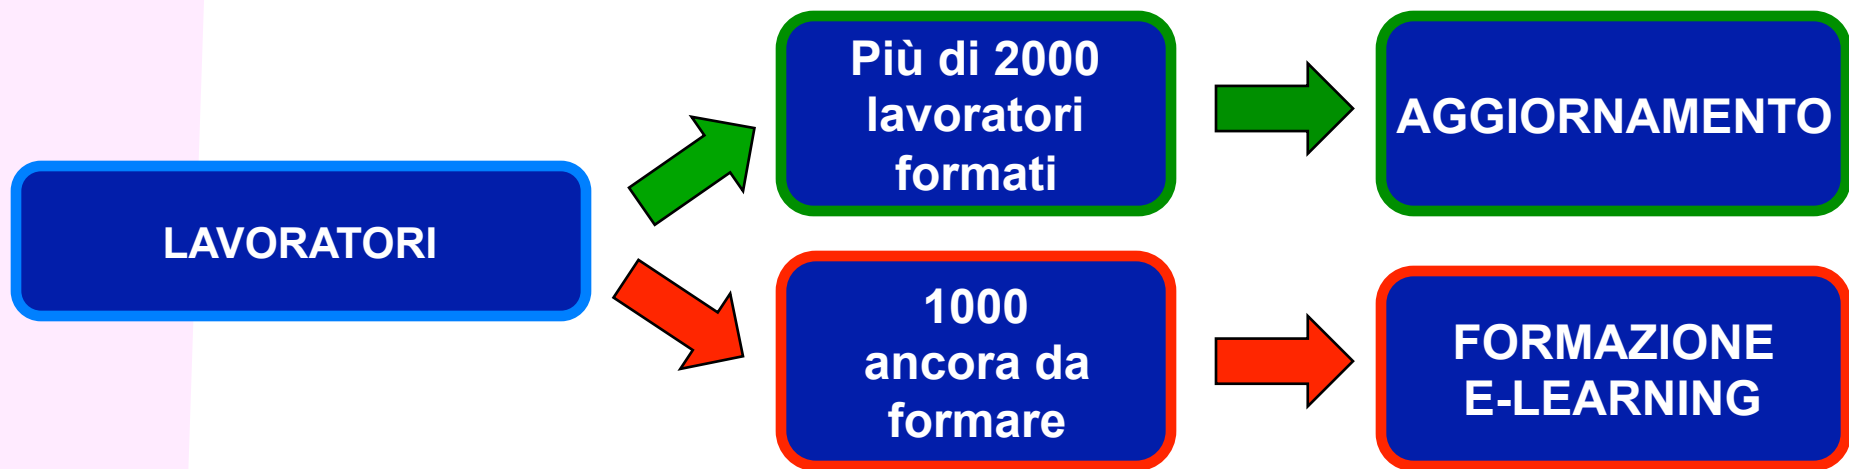 LAVORATORI
Più di 2000
lavoratori
formati
AGGIORNAMENTO
1000
ancora da
formare
FORMAZIONE
E-LEARNING